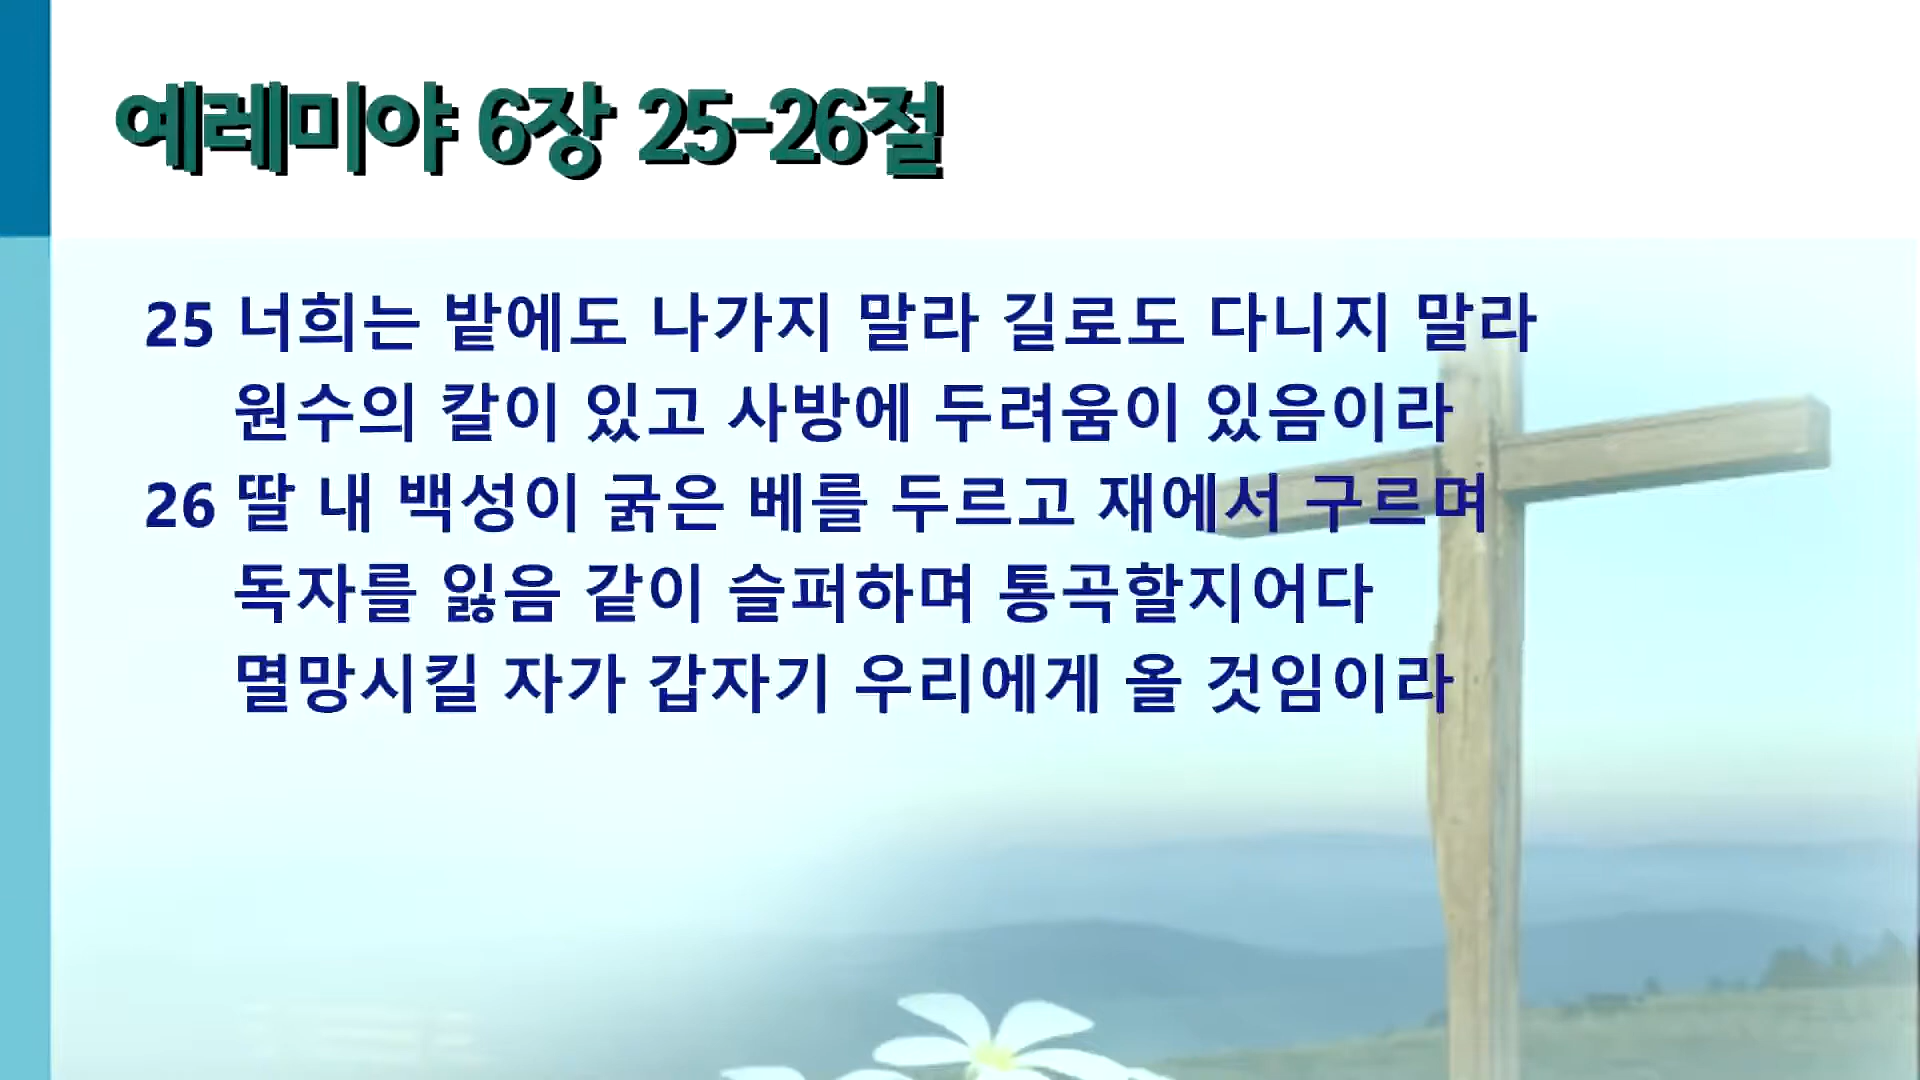 예레미야 6장 25-26절
25 너희는 밭에도 나가지 말라 길로도 다니지 말라
원수의 칼이 있고 사방에 두려움이 있음이라
26 딸 내 백성이 굵은 베를 두르고 재에서 구르며
독자를 잃음 같이 슬퍼하며 통곡할지어다
멸망시킬 자가 갑자기 우리에게 올 것임이라